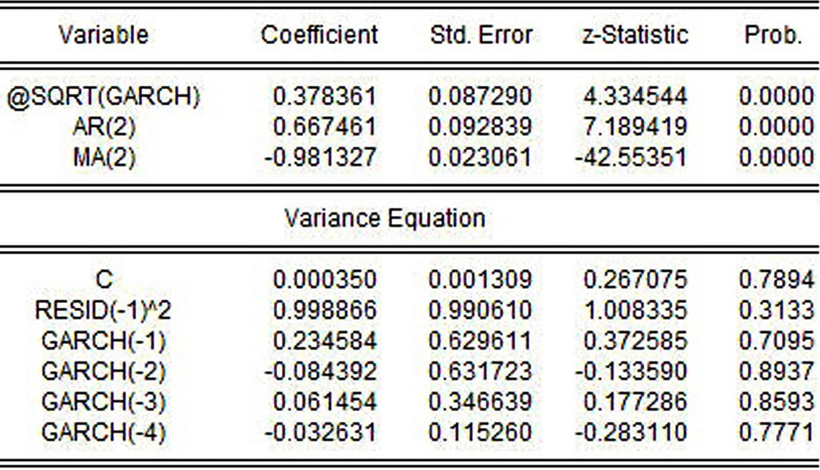 Variable Coefficient Std. Error z-Statistic Prob.
@SQRT(GARCH) 0.378361 0.087290 4.334544 0.0000
AR(2) 0.667461 0.092839 7.189419 0.0000
MA(2) -0.981327 0.023061 -42.55351 0.0000
Variance Equation
C 0.000350 0.001309 0.267075 0.7894
RESID(-1)^2 0.998866 0.990610 1.008335 0.3133
GARCH(-1) 0.234584 0.629611 0.372585 0.7095
GARCH(-2) -0.084392 0.631723 -0.133590 0.8937
GARCH(-3) 0.061454 0.346639 0.177286 0.8593
GARCH(-4) -0.032631 0.115260 -0.283110 0.7771